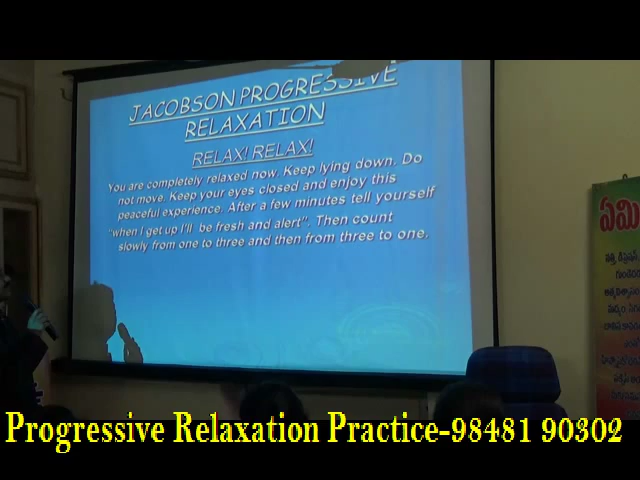 JACOBSON PROGRESSIVE
RELAXATION
RELAX! RELAX!
You are completely relaxed now. Keep lying down. Do
not move. Keep your eyes closed and enjoy this
peaceful experience. After a few minutes tell yourself
"when I get up I'll be fresh and alert". Then count
slowly from one to three and then from three to one.
ఏమి
Progressive Relaxation Practice-98481 90302